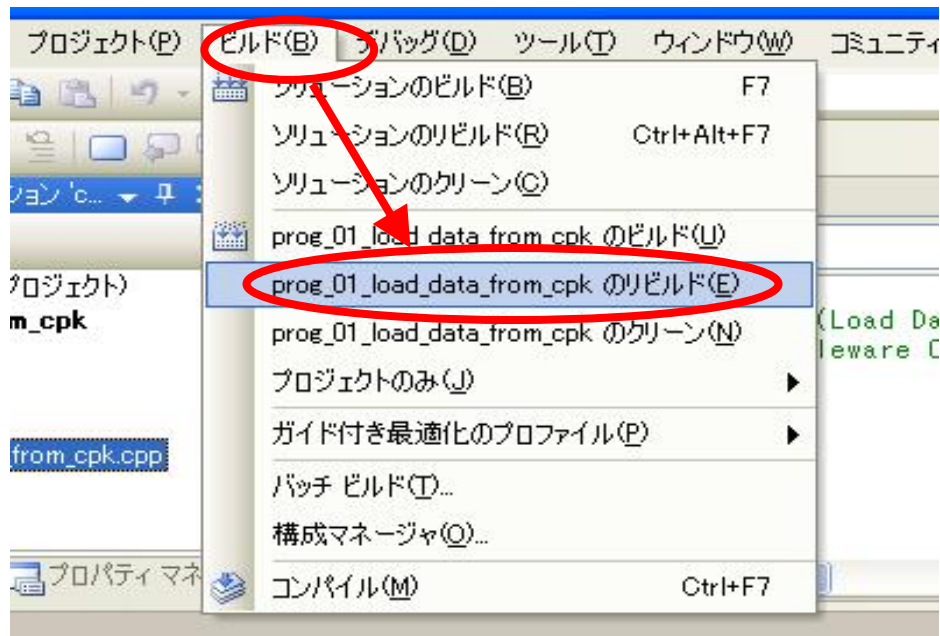 プロジェクト(P) ビルド(B) デバッグ(D) ツール(T) ウィンドウ(W) コミュニティ
ソリューションのビルド(B) F7
ソリューションのリビルド(R) Ctrl+Alt+F7
ション 'c...
ソリューションのクリーン(C)
prog_01_load_data_from_cpk のビルド(U)
プロジェクト)
prog_01_load_data_from_cpk のリビルド(E)
m_cpk
prog_01_load_data_from_cpk のクリーン(N)
(Load Da
leware C
プロジェクトのみ(J)
ガイド付き最適化のプロファイル(P)
from_cpk.cpp
バッチ ビルド(T)...
構成マネージャ(O)...
プロパティ マネ
コンパイル(M) Ctrl+F7